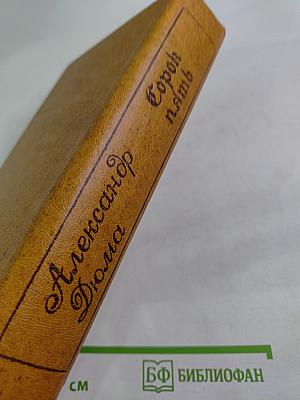 Александр
Дюма
Сорок
пять
см
БФ БИБЛИОФАН